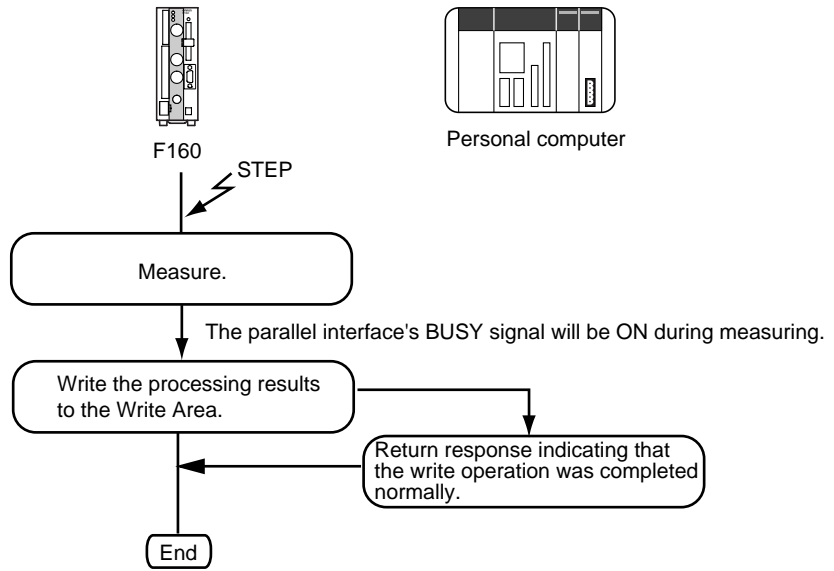 F160
Personal computer
STEP
Measure.
The parallel interface's BUSY signal will be ON during measuring.
Write the processing results
to the Write Area.
Return response indicating that
the write operation was completed
normally.
End